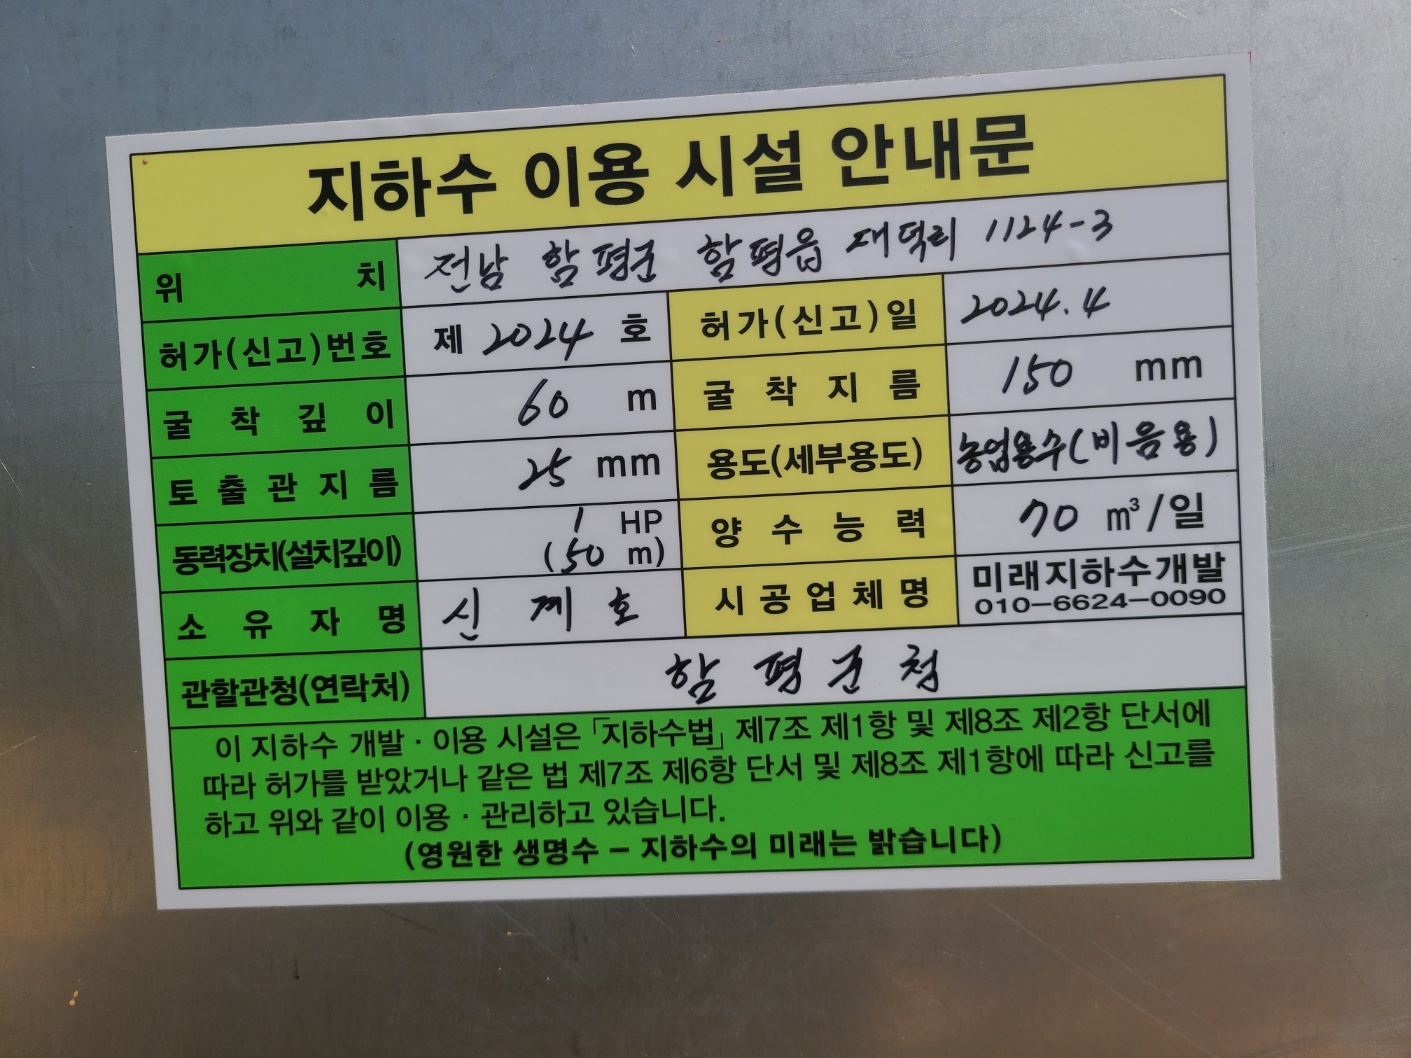 지하수 이용 시설 안내문
위 치 전남 함평군 함평읍 대덕리 1124-3
허가(신고)번호 제 2024 호 허가(신고)일 2024.4
굴착깊이 60 m 굴착지름 150 mm
토출관지름 25 mm 용도(세부용도) 농업용수(비음용)
동력장치(설치깊이) 1 HP (50 m) 양수능력 70 m³/일
소유자명 신계호 시공업체명 미래지하수개발 010-6624-0090
관할관청(연락처) 함평군청
이 지하수 개발·이용 시설은 「지하수법」 제7조 제1항 및 제8조 제2항 단서에
따라 허가를 받았거나 같은 법 제7조 제6항 단서 및 제8조 제1항에 따라 신고를
하고 위와 같이 이용·관리하고 있습니다.
(영원한 생명수 – 지하수의 미래는 밝습니다)